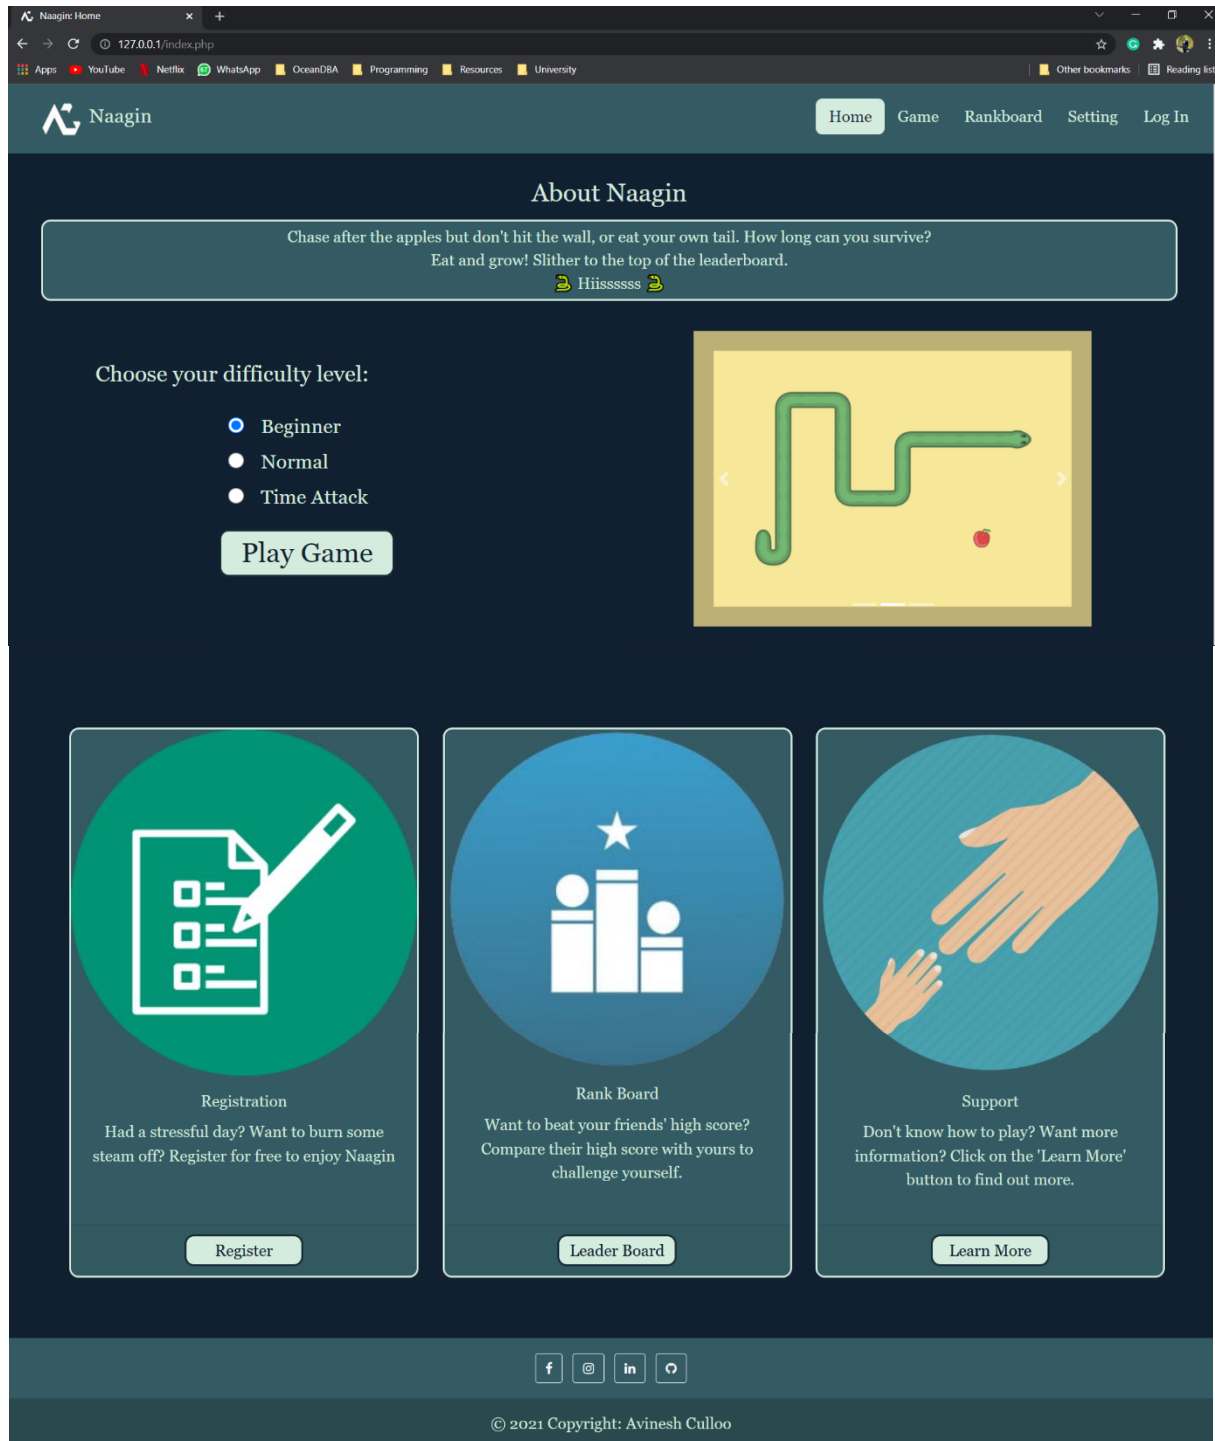 Naagin: Home
127.0.0.1/index.php
Apps YouTube Netflix WhatsApp OceanDBA Programming Resources University Other bookmarks Reading list
Naagin Home Game Rankboard Setting Log In
About Naagin
Chase after the apples but don't hit the wall, or eat your own tail. How long can you survive?
Eat and grow! Slither to the top of the leaderboard.
🐍 Hiissssss 🐍
Choose your difficulty level:
Beginner
Normal
Time Attack
Play Game
Registration
Had a stressful day? Want to burn some
steam off? Register for free to enjoy Naagin
Register
Rank Board
Want to beat your friends' high score?
Compare their high score with yours to
challenge yourself.
Leader Board
Support
Don't know how to play? Want more
information? Click on the 'Learn More'
button to find out more.
Learn More
© 2021 Copyright: Avinesh Culloo